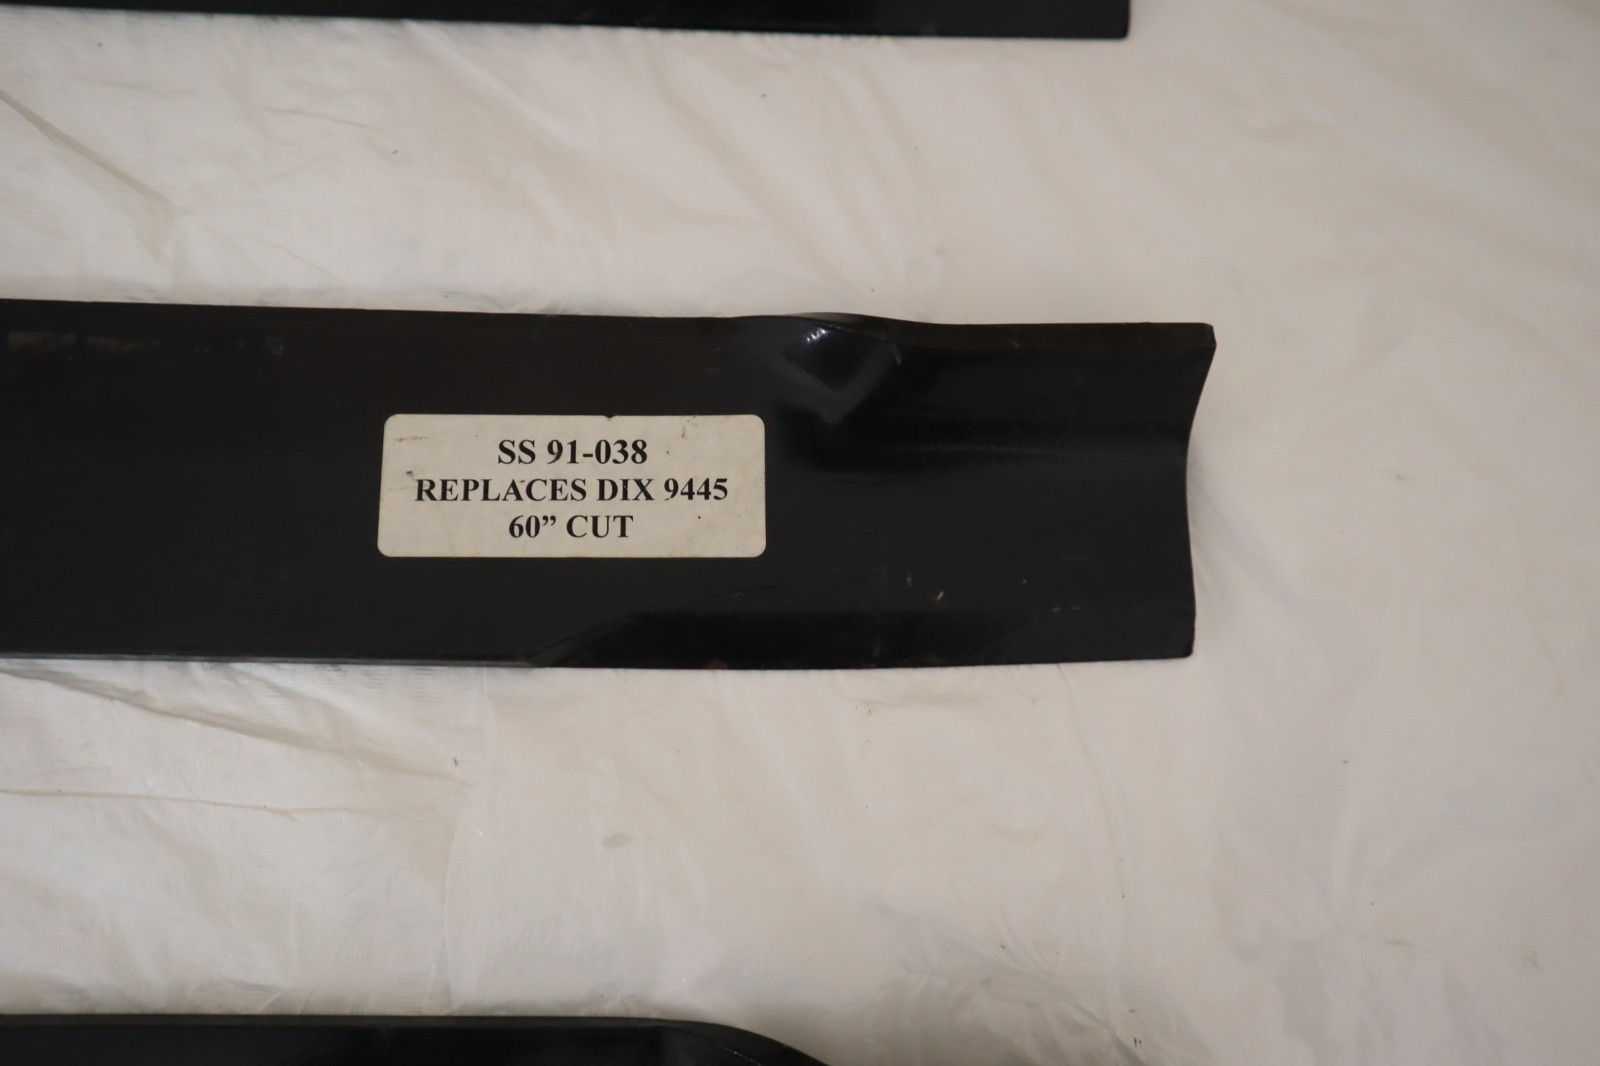 SS 91-038
REPLACES DIX 9445
60” CUT